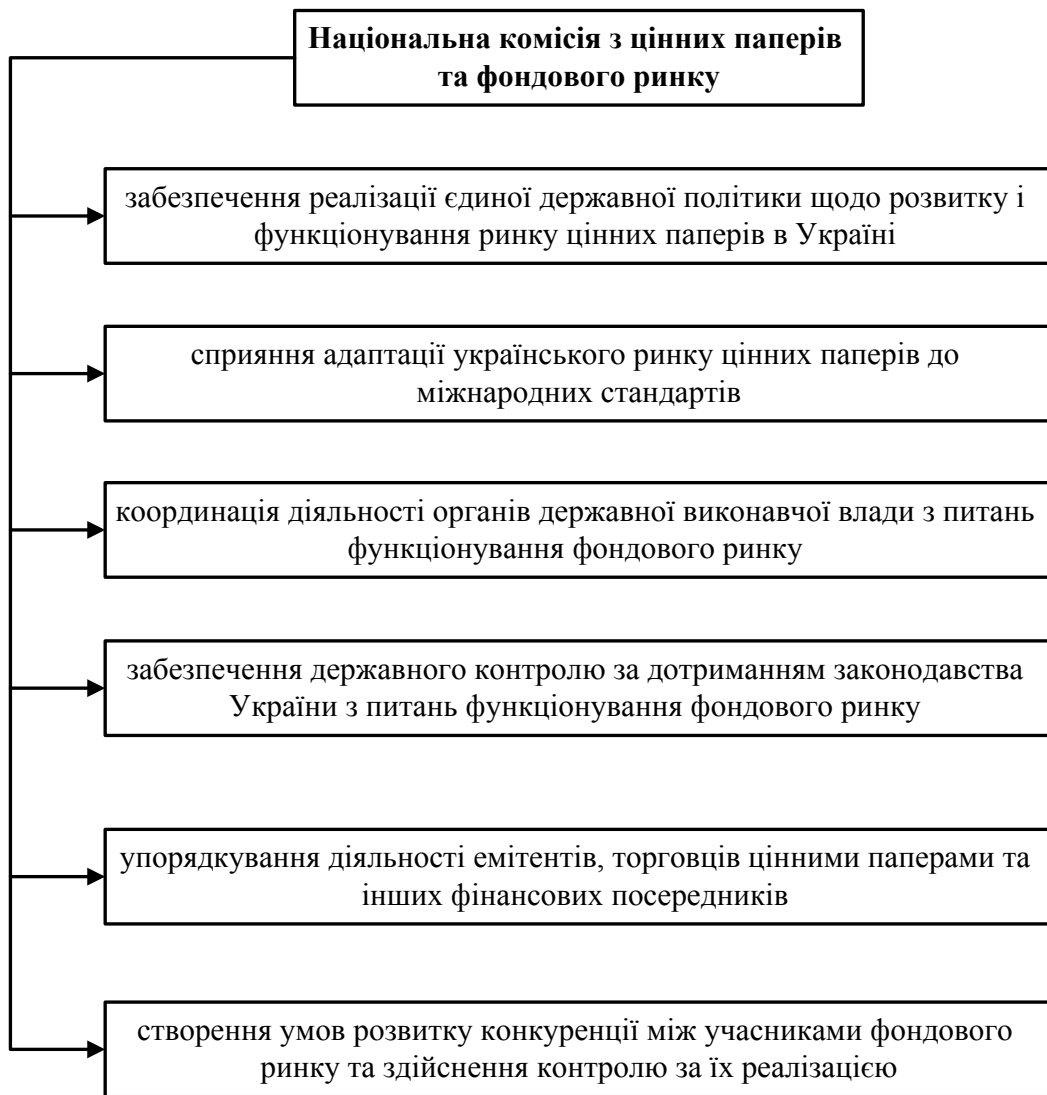 Національна комісія з цінних паперів
та фондового ринку
забезпечення реалізації єдиної державної політики щодо розвитку і
функціонування ринку цінних паперів в Україні
сприяння адаптації українського ринку цінних паперів до
міжнародних стандартів
координація діяльності органів державної виконавчої влади з питань
функціонування фондового ринку
забезпечення державного контролю за дотриманням законодавства
України з питань функціонування фондового ринку
упорядкування діяльності емітентів, торговців цінними паперами та
інших фінансових посередників
створення умов розвитку конкуренції між учасниками фондового
ринку та здійснення контролю за їх реалізацією